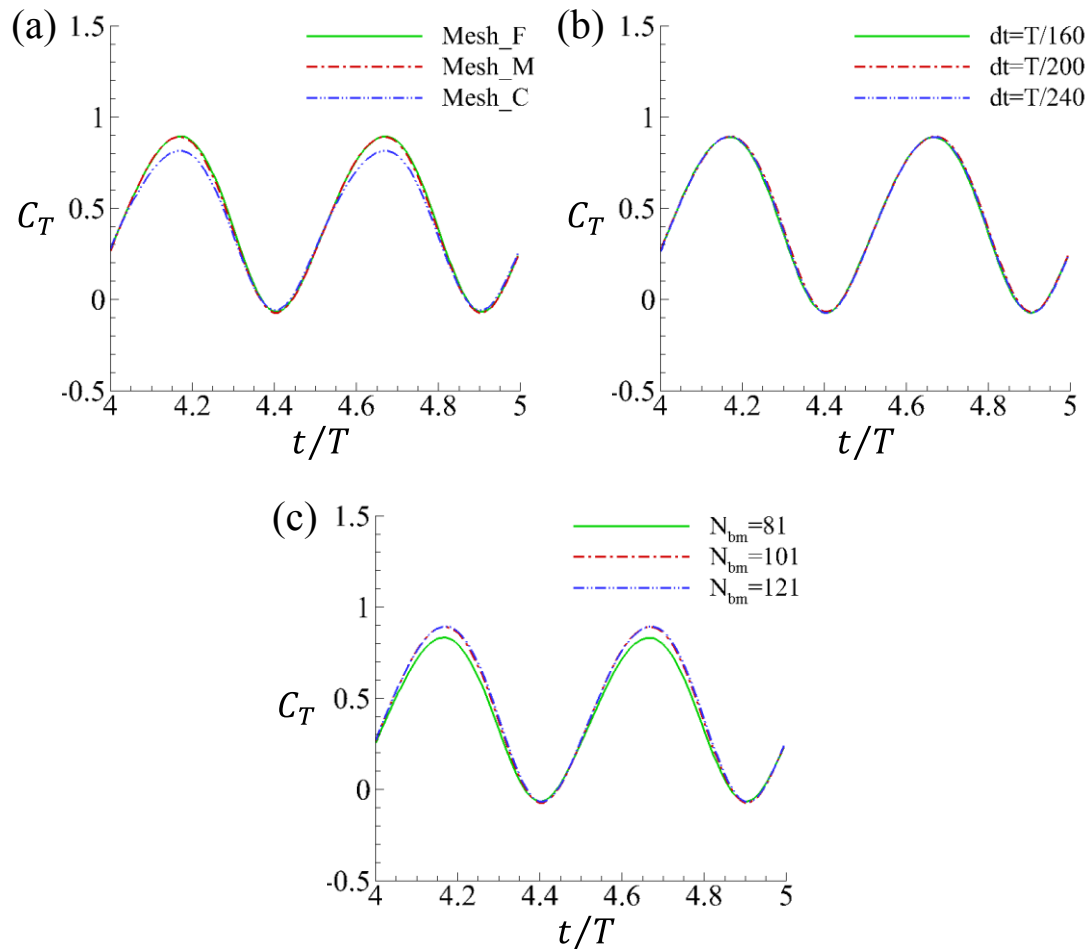 (a)
1.5
1
0.5
0
-0.5
C_T
Mesh_F
Mesh_M
Mesh_C
4 4.2 4.4 4.6 4.8 5
t/T
(b)
1.5
1
0.5
0
-0.5
C_T
dt=T/160
dt=T/200
dt=T/240
4 4.2 4.4 4.6 4.8 5
t/T
(c)
1.5
1
0.5
0
-0.5
C_T
N_bm=81
N_bm=101
N_bm=121
4 4.2 4.4 4.6 4.8 5
t/T